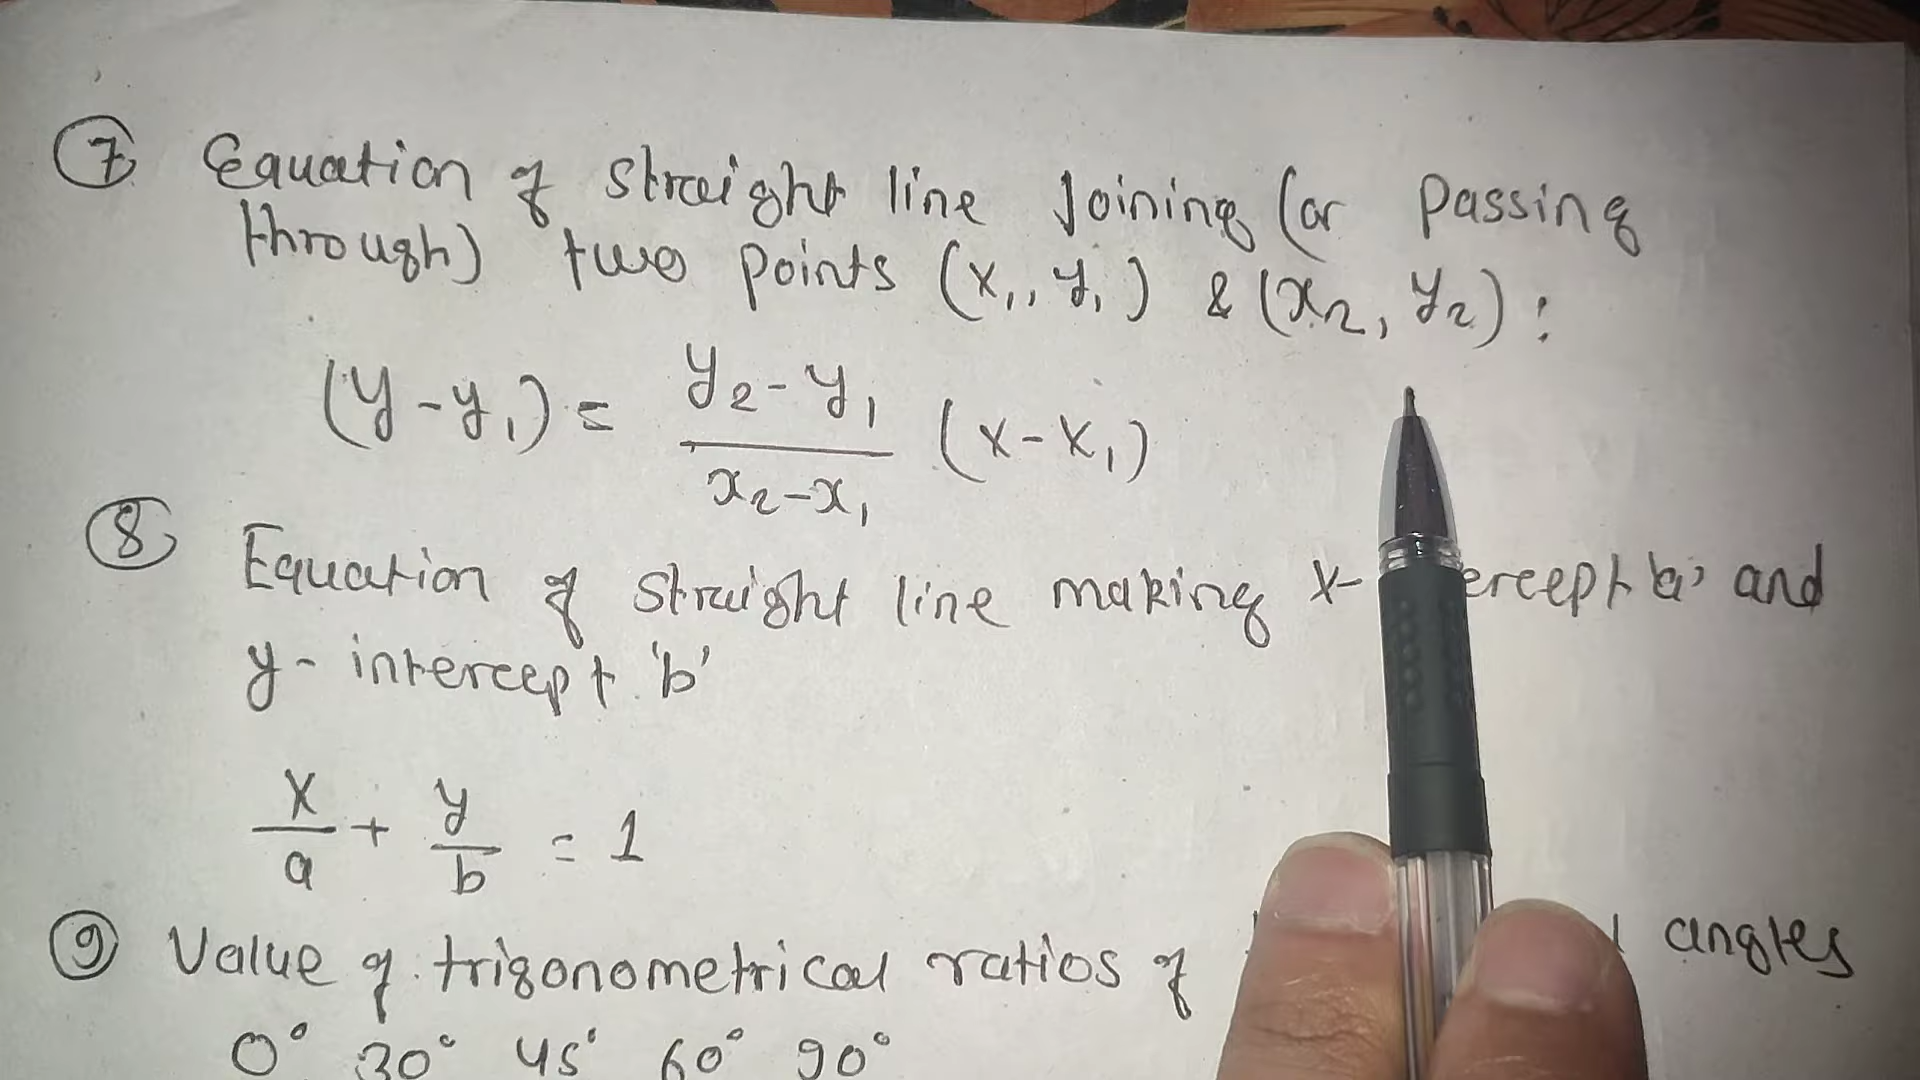 ⑦ Equation of straight line Joining (or passing
through) two points (x₁, y₁) & (x₂, y₂) :
(y - y₁) = y₂ - y₁ / x₂ - x₁ (x - x₁)
⑧ Equation of straight line making x- ercept 'a' and
y- intercept 'b'
x/a + y/b = 1
⑨ Value of trigonometrical ratios of angles
0° 30° 45° 60° 90°